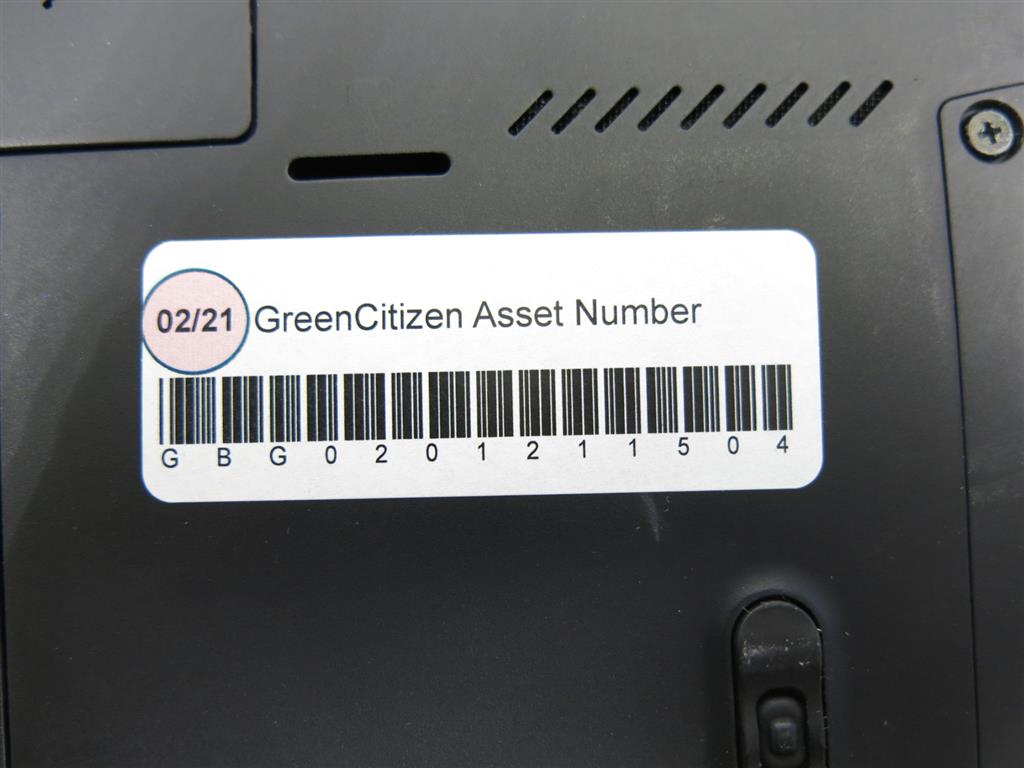 02/21 GreenCitizen Asset Number
G B G 0 2 0 1 2 1 1 5 0 4